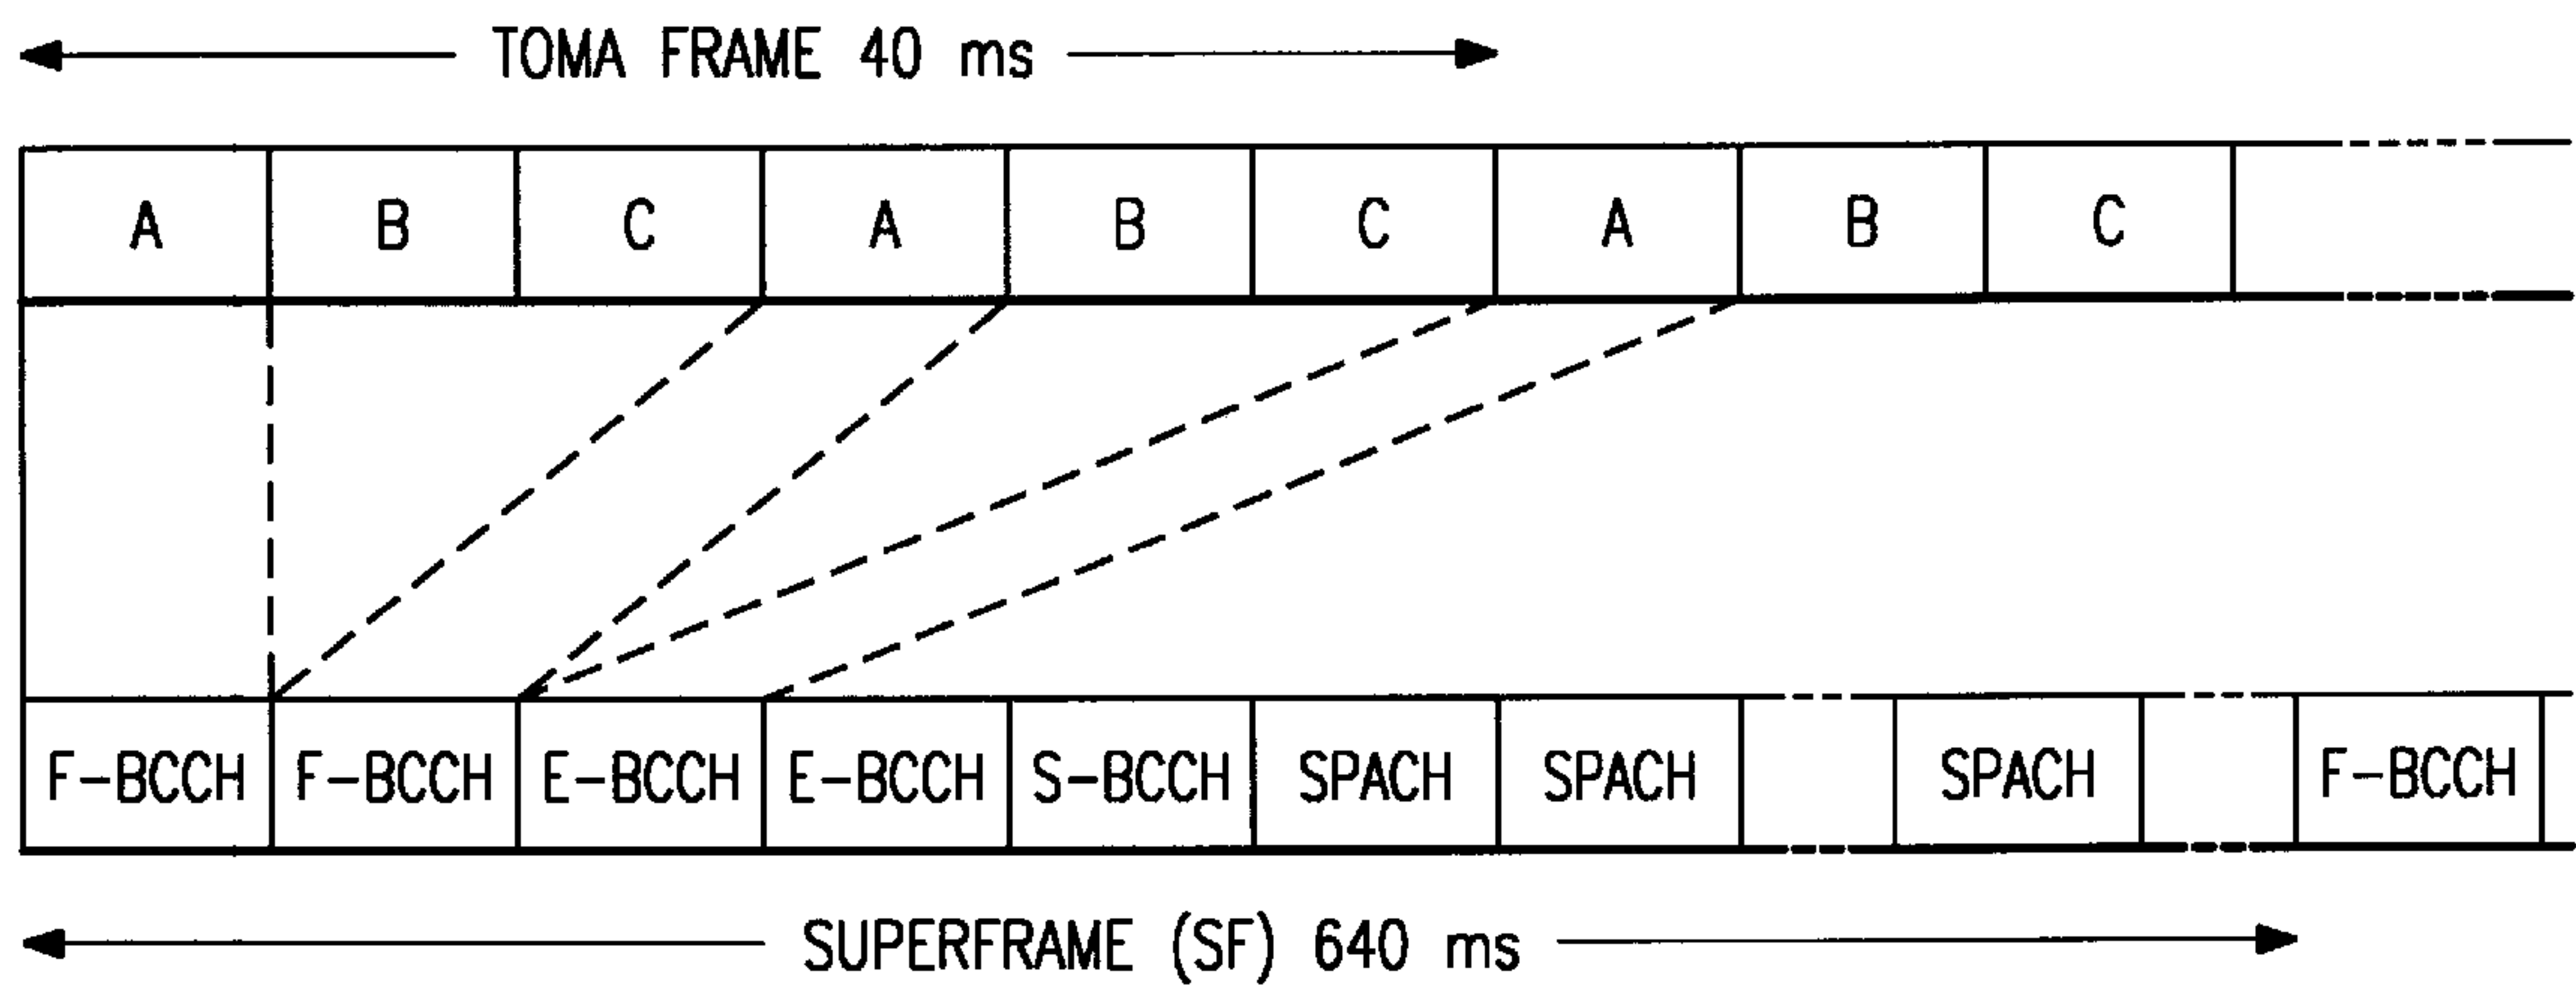 TOMA FRAME 40 ms
A B C A B C A B C
F-BCCH F-BCCH E-BCCH E-BCCH S-BCCH SPACH SPACH SPACH F-BCCH
SUPERFRAME (SF) 640 ms